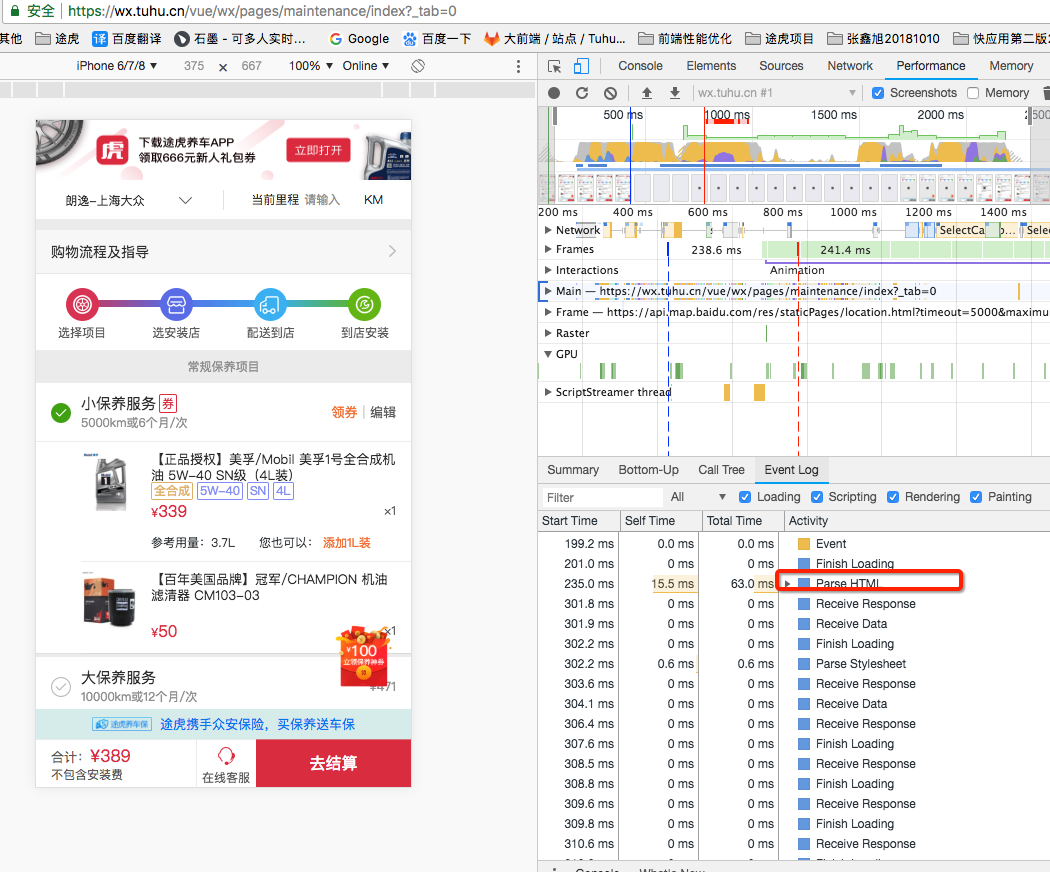 安全 https://wx.tuhu.cn/vue/wx/pages/maintenance/index?_tab=0
其他 途虎 译 百度翻译 石墨 - 可多人实时... Google 百度一下 大前端 / 站点 / Tuhu... 前端性能优化 途虎项目 张鑫旭20181010 快应用第二版
iPhone 6/7/8 ▼ 375 × 667 100% ▼ Online ▼
下载途虎养车APP
领取666元新人礼包券
虎
立即打开
朗逸-上海大众 当前里程 请输入 KM
购物流程及指导
选择项目 选安装店 配送到店 到店安装
常规保养项目
小保养服务 券 领券 编辑
5000km或6个月/次
【正品授权】美孚/Mobil 美孚1号全合成机
油 5W-40 SN级（4L装）
全合成 5W-40 SN 4L
¥339 ×1
参考用量：3.7L 您也可以： 添加1L装
【百年美国品牌】冠军/CHAMPION 机油
滤清器 CM103-03
¥50 ×1
¥100
立领保养神券
大保养服务
¥471
10000km或12个月/次
途虎养车保 途虎携手众安保险，买保养送车保
合计：¥389
不包含安装费
在线客服
去结算
Console Elements Sources Network Performance Memory
wx.tuhu.cn #1 ▼ Screenshots Memory
500 ms 1000 ms 1500 ms 2000 ms
200 ms 400 ms 600 ms 800 ms 1000 ms 1200 ms 1400 ms
Network SelectCa...
Frames 238.6 ms 241.4 ms
Interactions Animation
Main — https://wx.tuhu.cn/vue/wx/pages/maintenance/index?_tab=0
Frame — https://api.map.baidu.com/res/staticPages/location.html?timeout=5000&maximu
Raster
GPU
ScriptStreamer thread
Summary Bottom-Up Call Tree Event Log
Filter All ▼ Loading Scripting Rendering Painting
Start Time Self Time Total Time Activity
199.2 ms 0.0 ms 0.0 ms Event
201.0 ms 0 ms 0 ms Finish Loading
235.0 ms 15.5 ms 63.0 ms Parse HTML
301.8 ms 0 ms 0 ms Receive Response
301.9 ms 0 ms 0 ms Receive Data
302.2 ms 0 ms 0 ms Finish Loading
302.2 ms 0.6 ms 0.6 ms Parse Stylesheet
303.6 ms 0 ms 0 ms Receive Response
304.1 ms 0 ms 0 ms Receive Data
306.4 ms 0 ms 0 ms Receive Response
307.6 ms 0 ms 0 ms Finish Loading
308.5 ms 0 ms 0 ms Receive Response
308.8 ms 0 ms 0 ms Finish Loading
309.6 ms 0 ms 0 ms Receive Response
309.8 ms 0 ms 0 ms Finish Loading
310.6 ms 0 ms 0 ms Receive Response